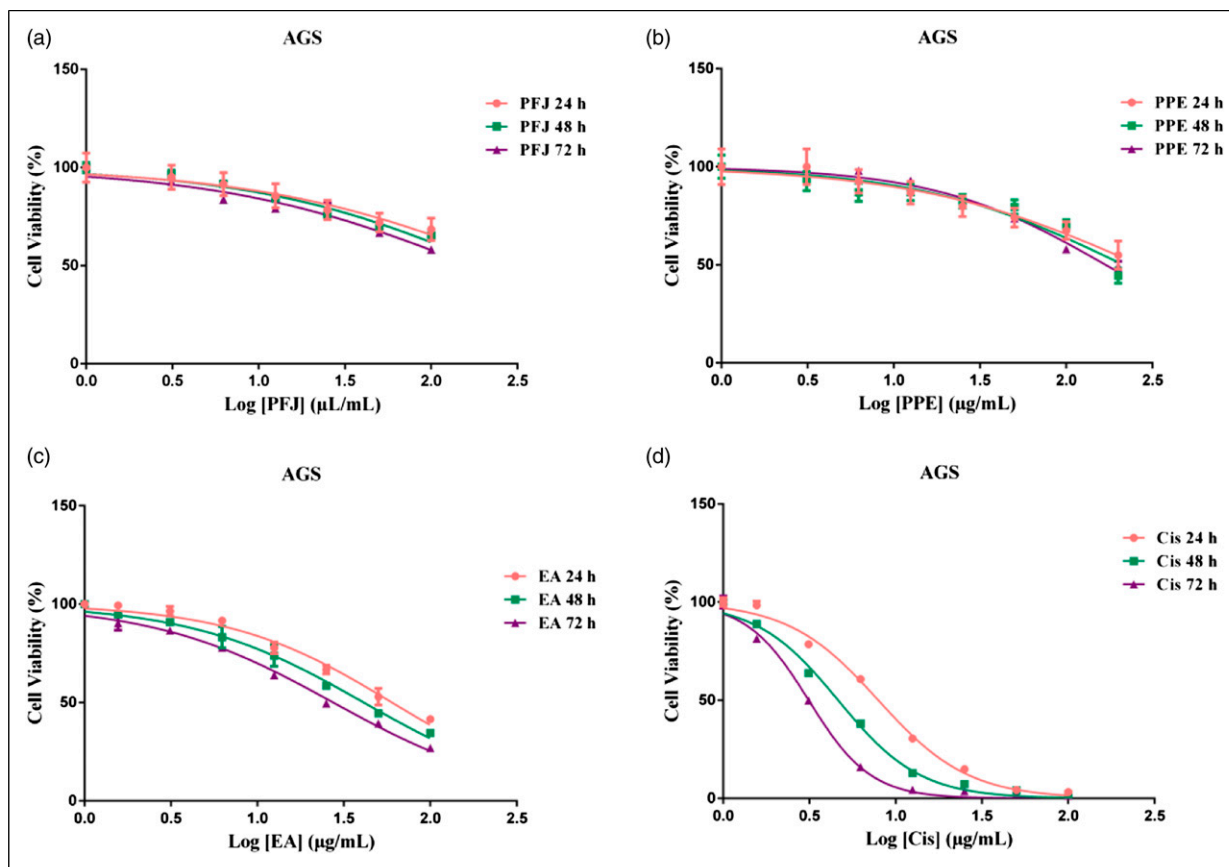 (a)
AGS
150
100
50
0
Cell Viability (%)
PFJ 24 h
PFJ 48 h
PFJ 72 h
0.0 0.5 1.0 1.5 2.0 2.5
Log [PFJ] (µL/mL)
(b)
AGS
150
100
50
0
Cell Viability (%)
PPE 24 h
PPE 48 h
PPE 72 h
0.0 0.5 1.0 1.5 2.0 2.5
Log [PPE] (µg/mL)
(c)
AGS
150
100
50
0
Cell Viability (%)
EA 24 h
EA 48 h
EA 72 h
0.0 0.5 1.0 1.5 2.0 2.5
Log [EA] (µg/mL)
(d)
AGS
150
100
50
0
Cell Viability (%)
Cis 24 h
Cis 48 h
Cis 72 h
0.0 0.5 1.0 1.5 2.0 2.5
Log [Cis] (µg/mL)